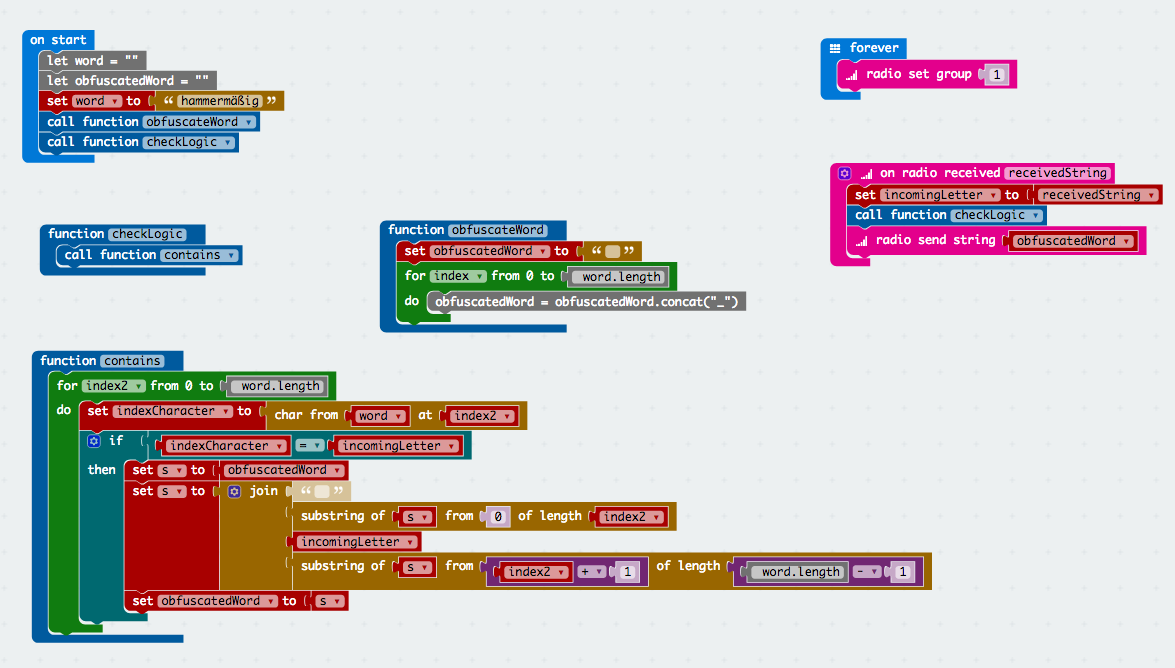 on start
let word = ""
let obfuscatedWord = ""
set word to “ hammermäßig ”
call function obfuscateWord
call function checkLogic
forever
radio set group 1
on radio received receivedString
set incomingLetter to receivedString
call function checkLogic
radio send string obfuscatedWord
function checkLogic
call function contains
function obfuscateWord
set obfuscatedWord to “ ”
for index from 0 to word.length
do obfuscatedWord = obfuscatedWord.concat("_")
function contains
for index2 from 0 to word.length
do set indexCharacter to char from word at index2
if indexCharacter = incomingLetter
then set s to obfuscatedWord
set s to join “ ”
substring of s from 0 of length index2
incomingLetter
substring of s from index2 + 1 of length word.length - 1
set obfuscatedWord to s